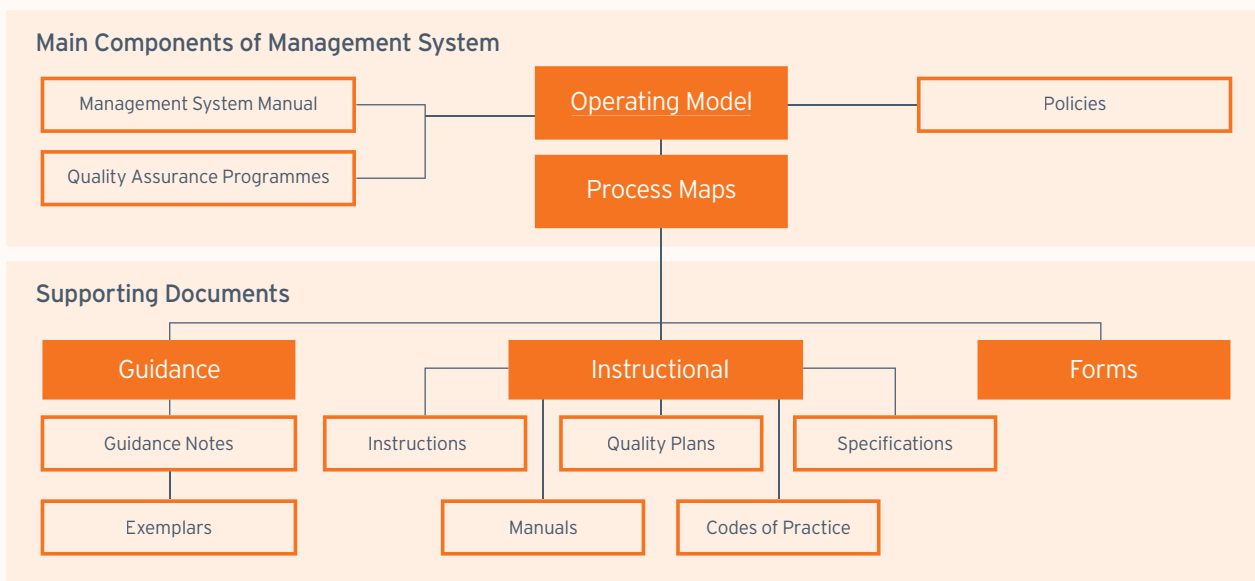 Main Components of Management System
Management System Manual
Operating Model
Policies
Quality Assurance Programmes
Process Maps
Supporting Documents
Guidance
Instructional
Forms
Guidance Notes
Instructions
Quality Plans
Specifications
Exemplars
Manuals
Codes of Practice